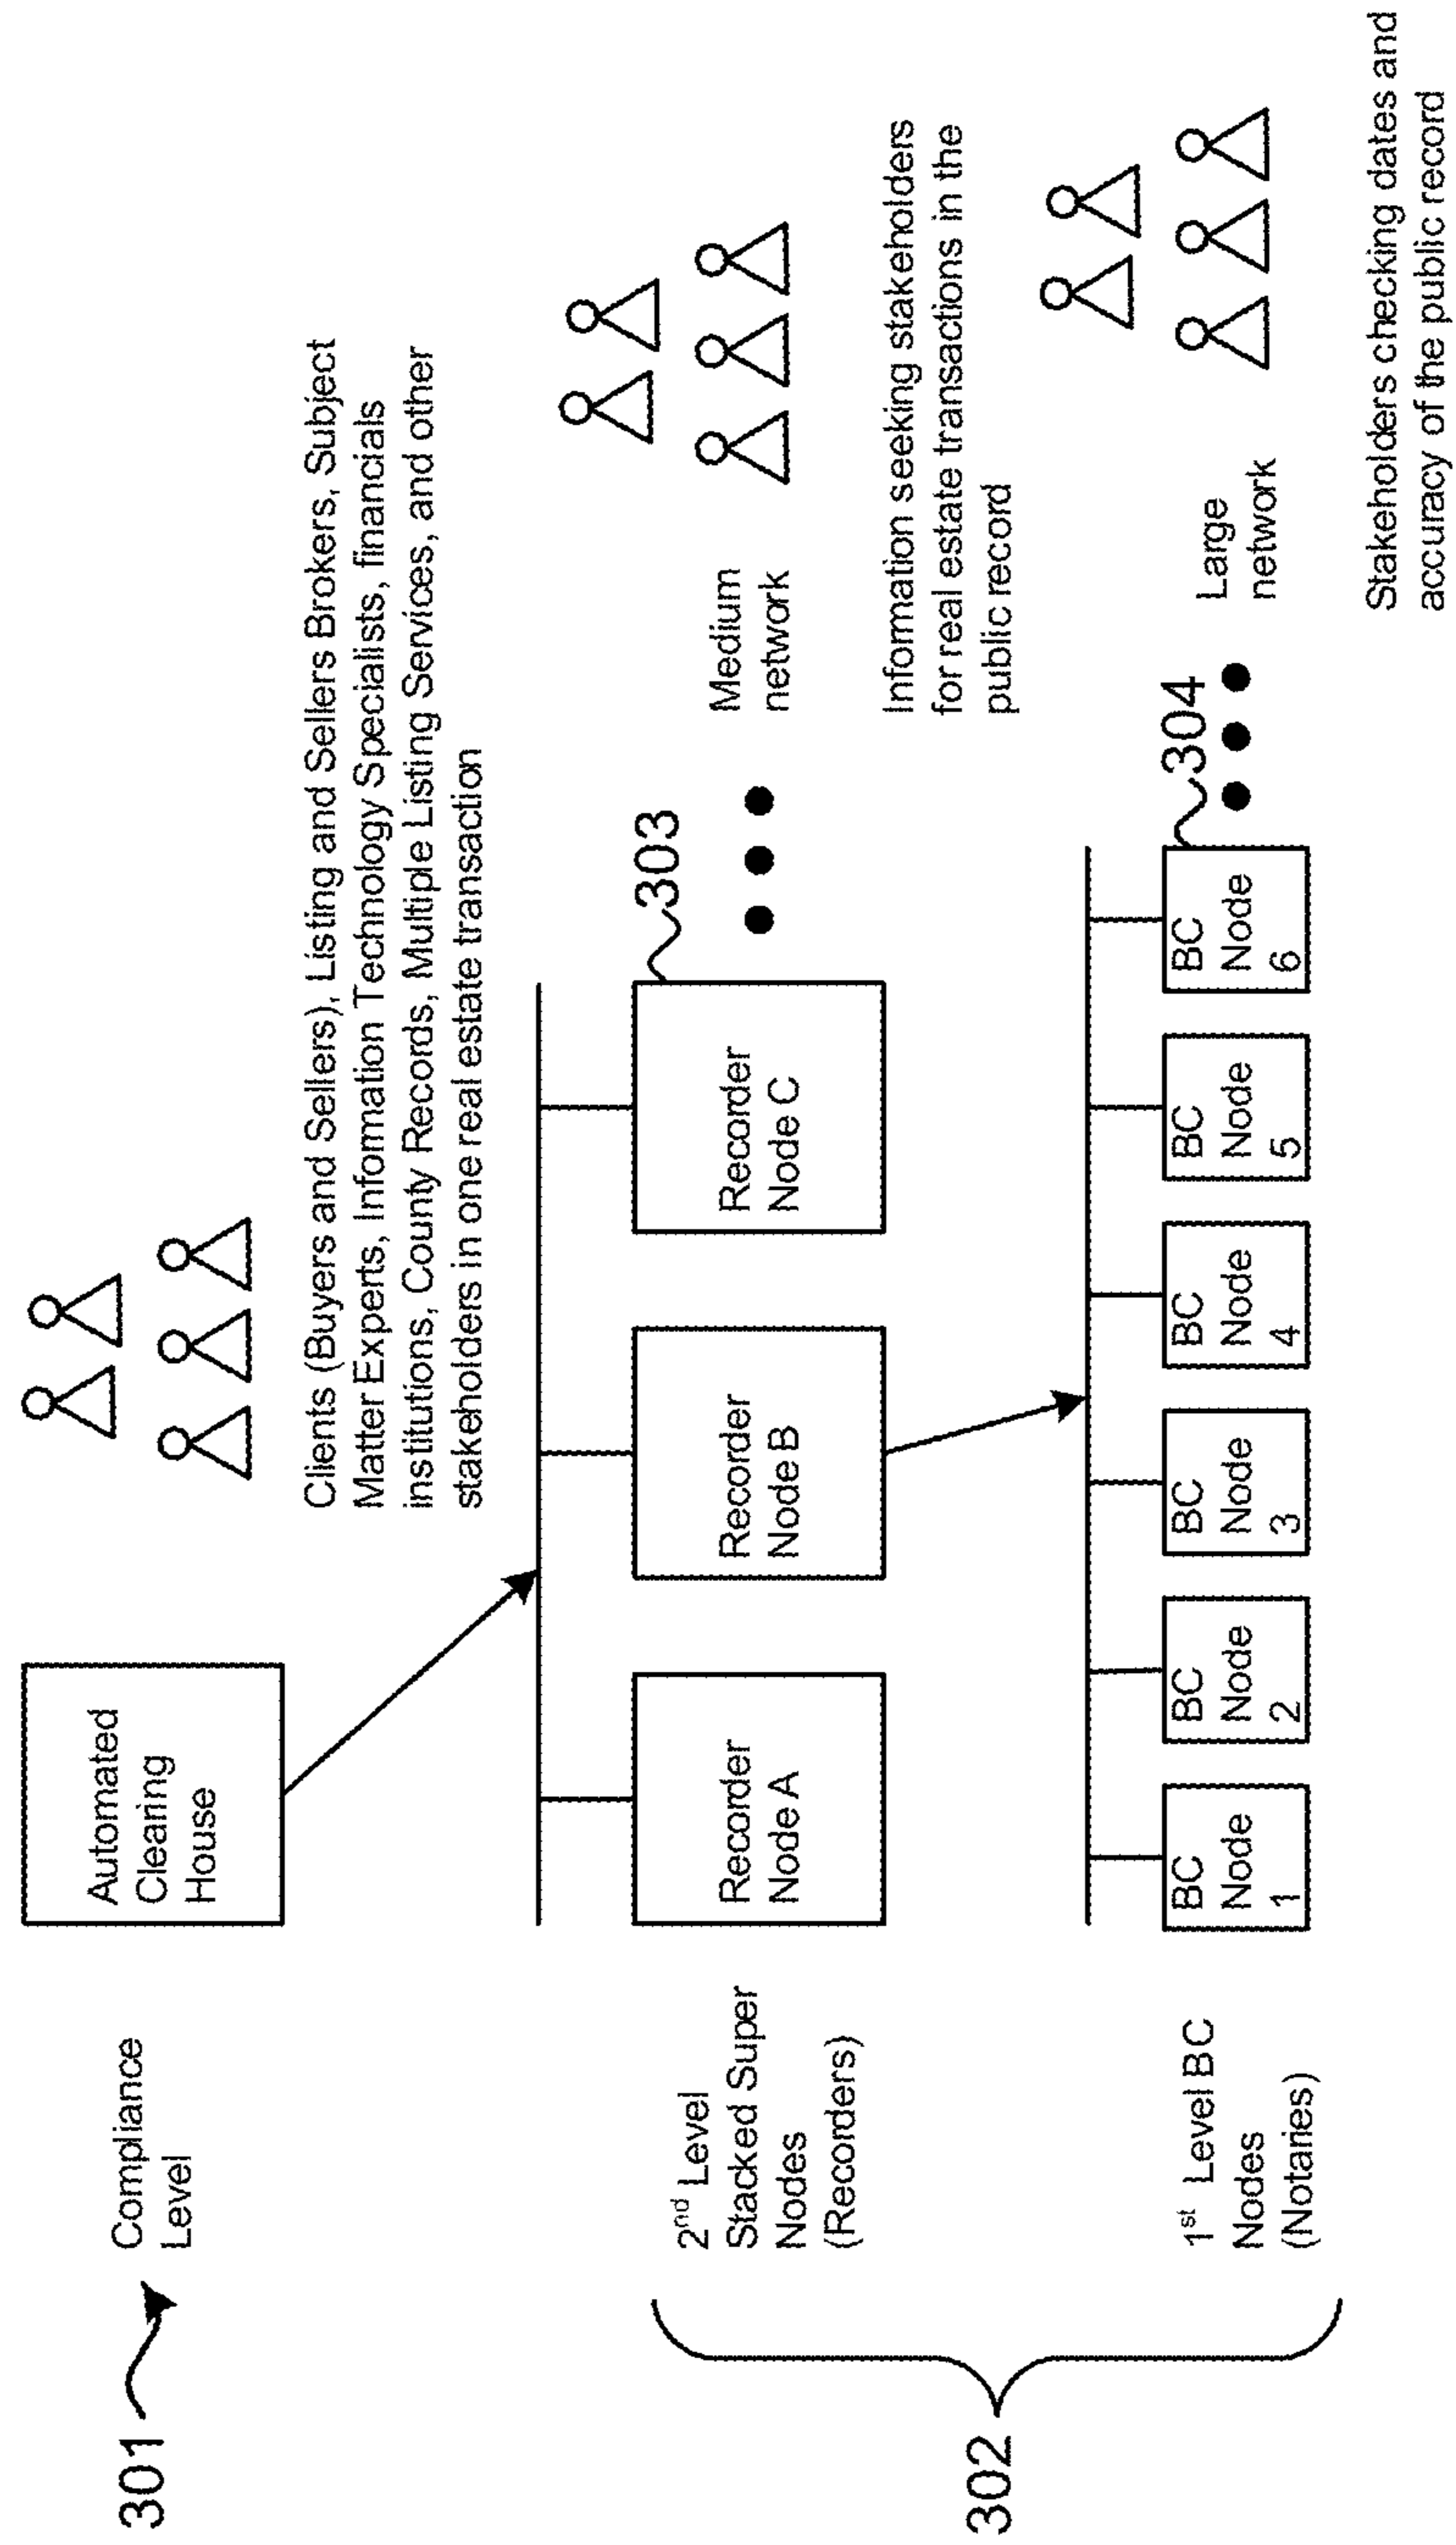 301
Compliance
Level
Automated
Clearing
House
Clients (Buyers and Sellers), Listing and Sellers Brokers, Subject
Matter Experts, Information Technology Specialists, financials
institutions, County Records, Multiple Listing Services, and other
stakeholders in one real estate transaction
302
2nd Level
Stacked Super
Nodes
(Recorders)
Recorder
Node A
Recorder
Node B
Recorder
Node C
303
Medium
network
Information seeking stakeholders
for real estate transactions in the
public record
1st Level BC
Nodes
(Notaries)
BC
Node
1
BC
Node
2
BC
Node
3
BC
Node
4
BC
Node
5
BC
Node
6
304
Large
network
Stakeholders checking dates and
accuracy of the public record